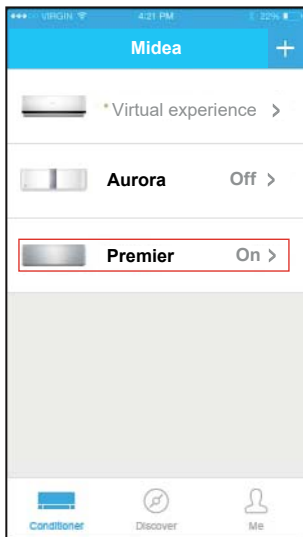 VIRGIN 4:21 PM 22%
Midea +
*Virtual experience >
Aurora Off >
Premier On >
Conditioner Discover Me